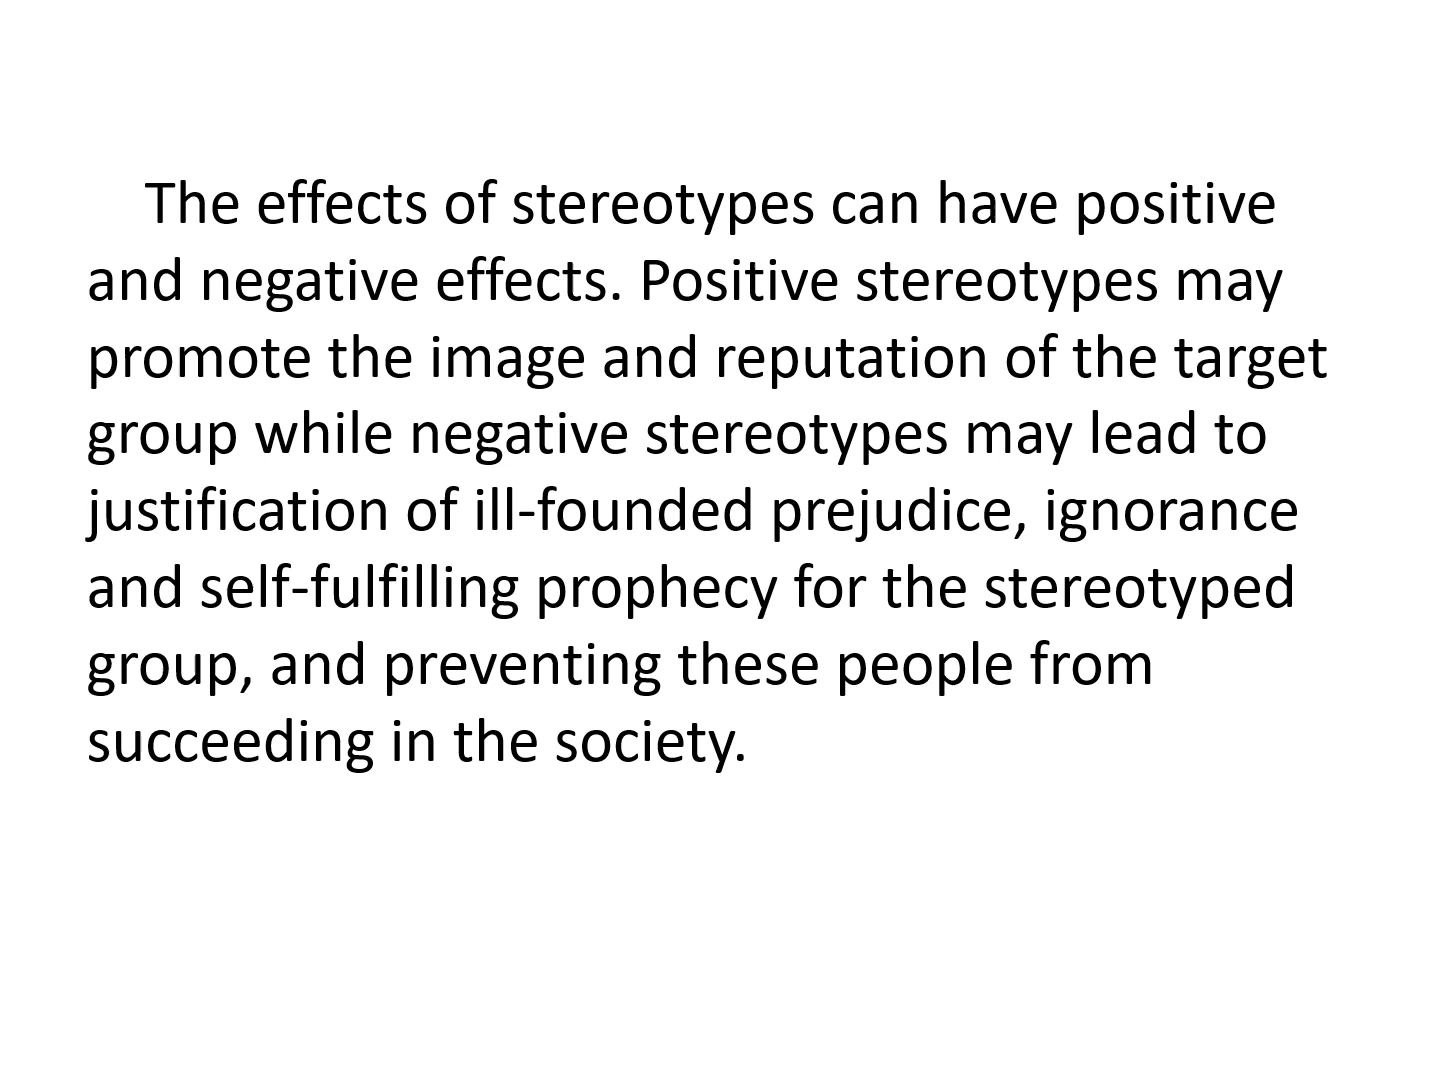 The effects of stereotypes can have positive
and negative effects. Positive stereotypes may
promote the image and reputation of the target
group while negative stereotypes may lead to
justification of ill-founded prejudice, ignorance
and self-fulfilling prophecy for the stereotyped
group, and preventing these people from
succeeding in the society.